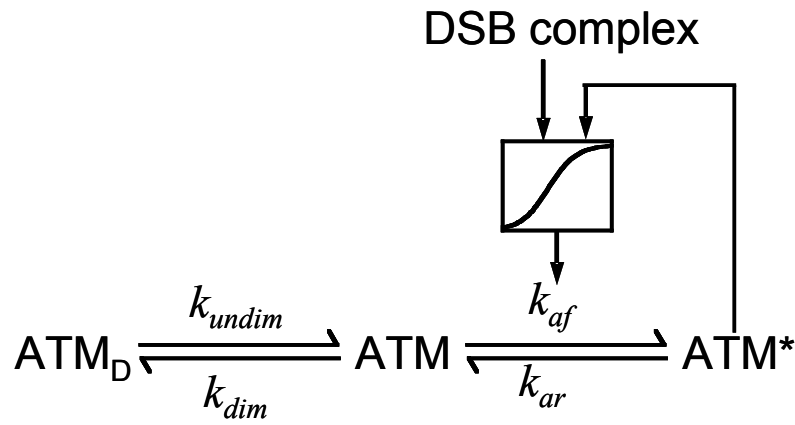 DSB complex
k_undim
k_af
ATM_D
ATM
ATM*
k_dim
k_ar